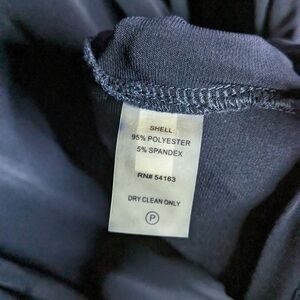 SHELL:
95% POLYESTER
5% SPANDEX
RN# 54163
DRY CLEAN ONLY
P